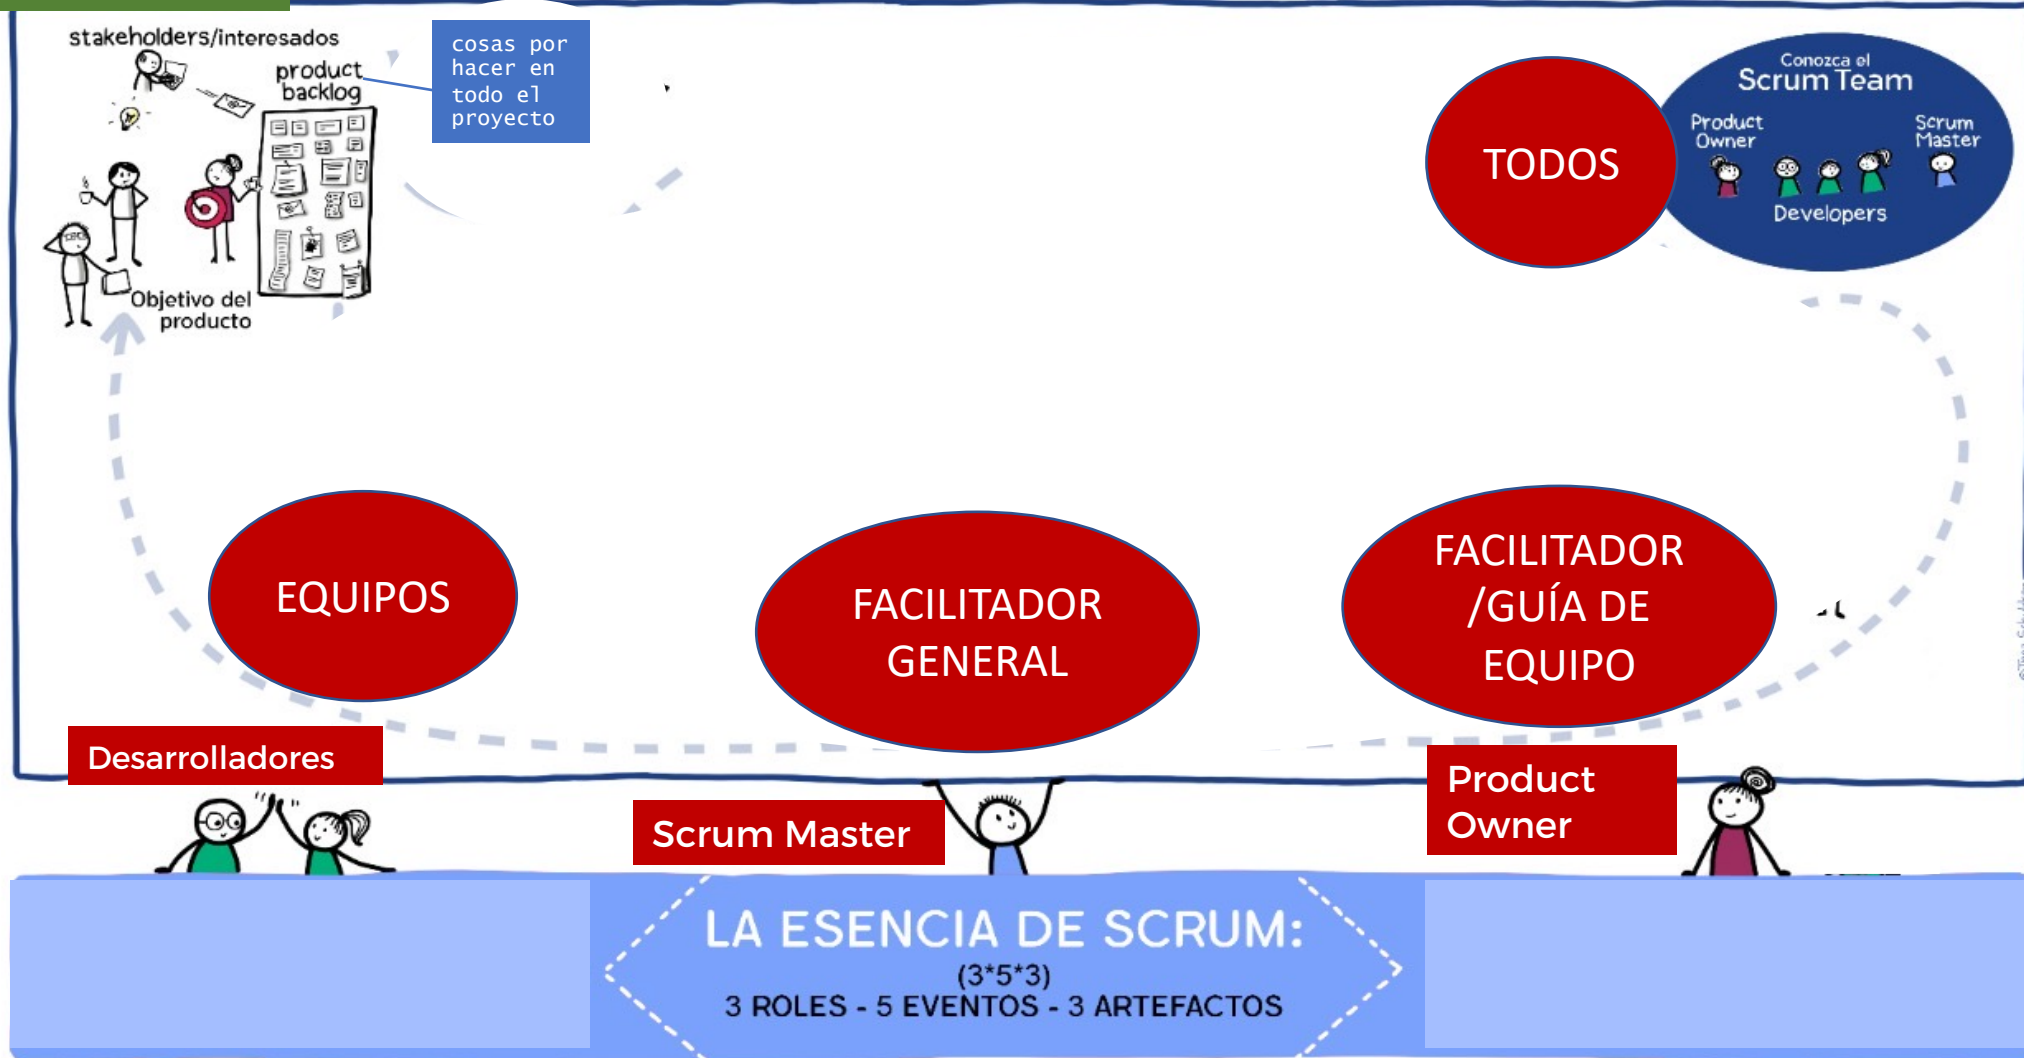 stakeholders/interesados
product
backlog
cosas por
hacer en
todo el
proyecto
Objetivo del
producto
TODOS
Conozca el
Scrum Team
Product
Owner
Scrum
Master
Developers
EQUIPOS
FACILITADOR
GENERAL
FACILITADOR
/GUÍA DE
EQUIPO
Desarrolladores
Scrum Master
Product
Owner
LA ESENCIA DE SCRUM:
(3*5*3)
3 ROLES - 5 EVENTOS - 3 ARTEFACTOS